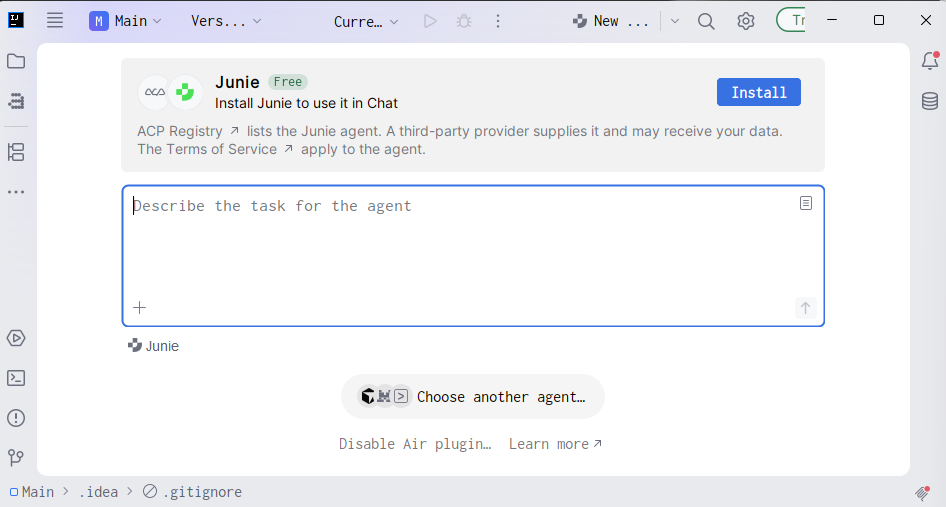 IJ
M Main
Vers...
Curre...
New ...
Tr
Junie Free
Install Junie to use it in Chat
Install
ACP Registry ↗ lists the Junie agent. A third-party provider supplies it and may receive your data.
The Terms of Service ↗ apply to the agent.
Describe the task for the agent
Junie
Choose another agent…
Disable Air plugin… Learn more↗
Main > .idea > .gitignore